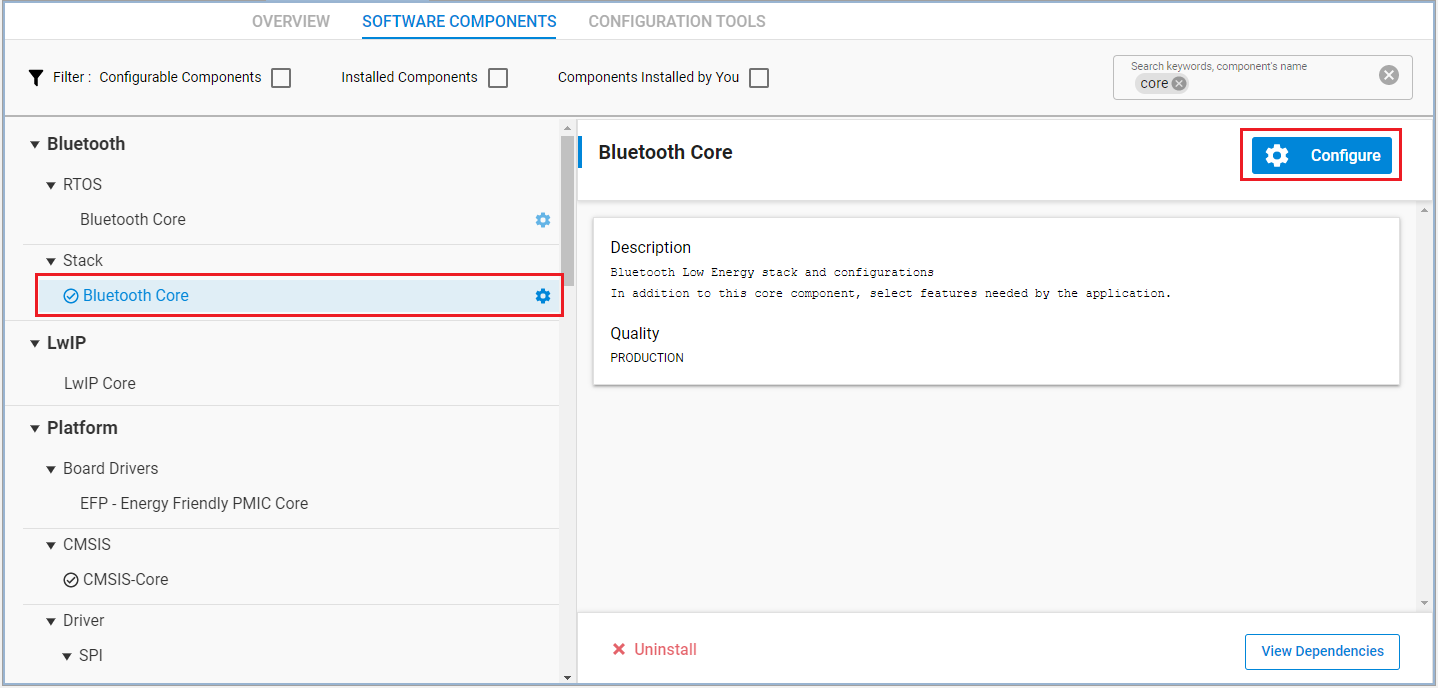 OVERVIEW SOFTWARE COMPONENTS CONFIGURATION TOOLS
Filter : Configurable Components Installed Components Components Installed by You
Search keywords, component's name
core
Bluetooth
RTOS
Bluetooth Core
Stack
Bluetooth Core
LwIP
LwIP Core
Platform
Board Drivers
EFP - Energy Friendly PMIC Core
CMSIS
CMSIS-Core
Driver
SPI
Bluetooth Core
Configure
Description
Bluetooth Low Energy stack and configurations
In addition to this core component, select features needed by the application.
Quality
PRODUCTION
Uninstall
View Dependencies